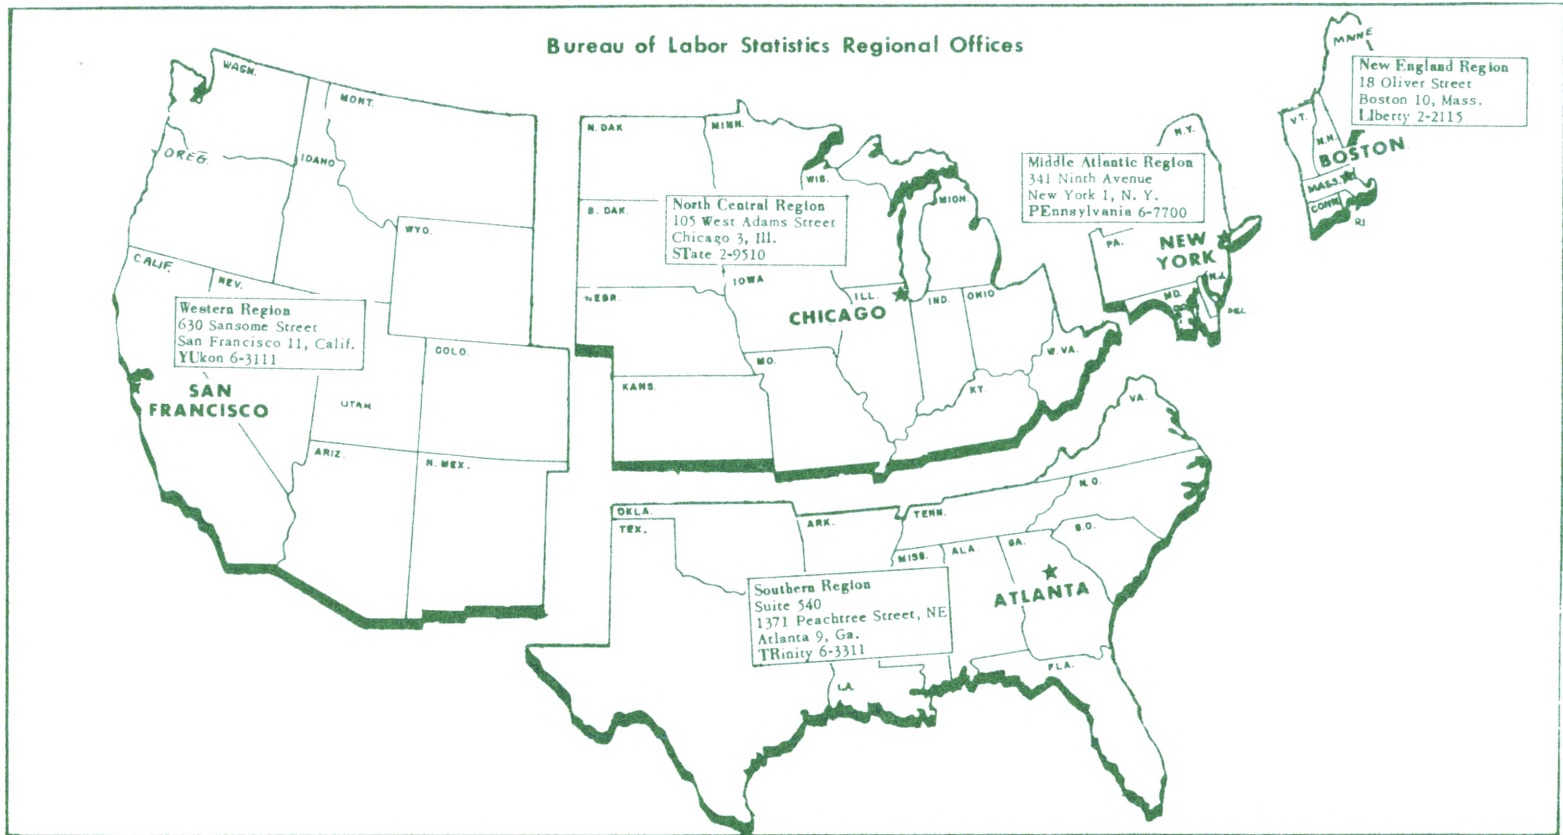 Bureau of Labor Statistics Regional Offices
MAINE
New England Region
18 Oliver Street
Boston 10, Mass.
LIberty 2-2115
VT.
N.H.
BOSTON
MASS.
CONN.
RI
N.Y.
Middle Atlantic Region
341 Ninth Avenue
New York 1, N. Y.
PEnnsylvania 6-7700
PA.
NEW
YORK
N.J.
MD.
DC
DEL
WASH.
MONT.
OREG.
IDAHO
WYO.
CALIF.
NEV.
Western Region
630 Sansome Street
San Francisco 11, Calif.
YUkon 6-3111
SAN
FRANCISCO
UTAH
COLO.
ARIZ.
N. MEX.
N. DAK
MINN.
WIS.
MICH.
S. DAK.
North Central Region
105 West Adams Street
Chicago 3, Ill.
STate 2-9510
NEBR.
IOWA
ILL.
IND.
OHIO
CHICAGO
MO.
KANS.
KY.
W. VA.
VA.
OKLA.
TEX.
ARK.
TENN.
N.C.
S.C.
MISS.
ALA
GA.
Southern Region
Suite 540
1371 Peachtree Street, NE
Atlanta 9, Ga.
TRinity 6-3311
ATLANTA
LA.
FLA.